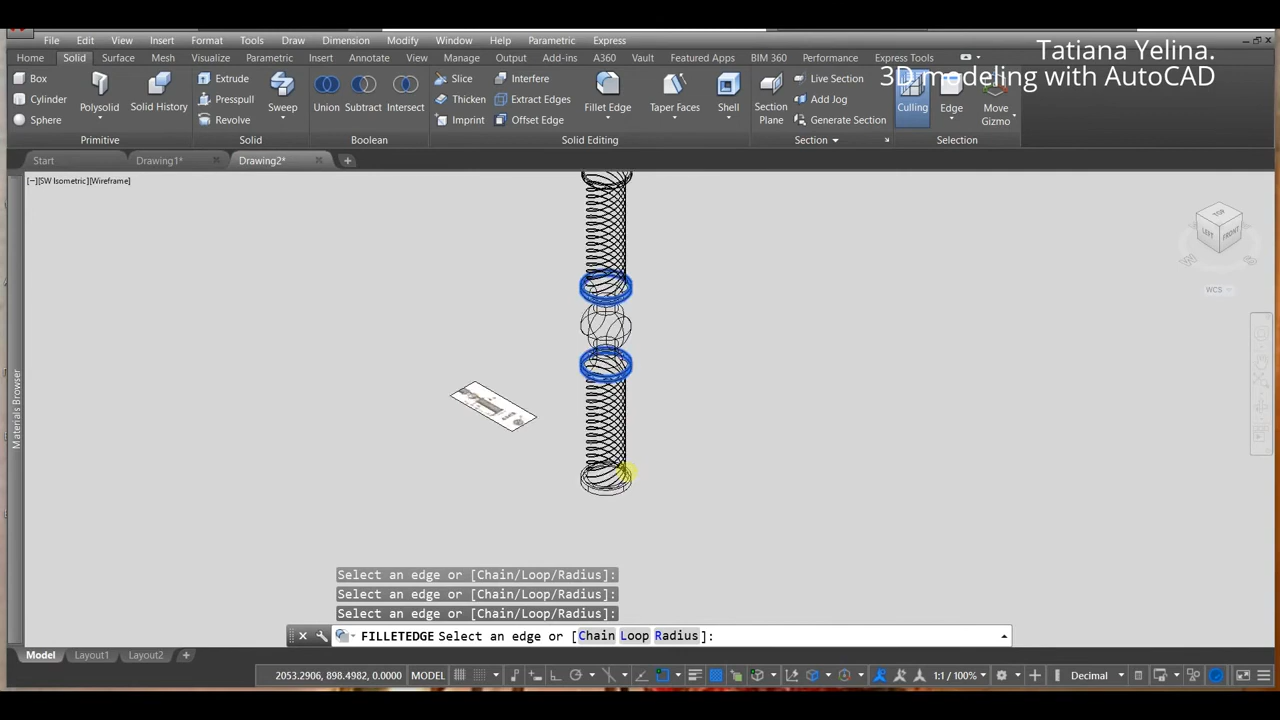 Tatiana Yelina.
3D modeling with AutoCAD
File Edit View Insert Format Tools Draw Dimension Modify Window Help Parametric Express
Home Solid Surface Mesh Visualize Parametric Insert Annotate View Manage Output Add-ins A360 Vault Featured Apps BIM 360 Performance Express Tools
Box
Cylinder
Sphere
Polysolid
Solid History
Primitive
Extrude
Presspull
Revolve
Sweep
Solid
Union
Subtract
Intersect
Boolean
Slice
Thicken
Imprint
Interfere
Extract Edges
Offset Edge
Fillet Edge
Taper Faces
Shell
Solid Editing
Section
Plane
Live Section
Add Jog
Generate Section
Section
Culling
Edge
Move
Gizmo
Selection
Start
Drawing1*
Drawing2*
[−][SW Isometric][Wireframe]
TOP
LEFT
FRONT
WCS
Materials Browser
Select an edge or [Chain/Loop/Radius]:
Select an edge or [Chain/Loop/Radius]:
Select an edge or [Chain/Loop/Radius]:
FILLETEDGE Select an edge or [Chain Loop Radius]:
Model Layout1 Layout2
2053.2906, 898.4982, 0.0000 MODEL 1:1 / 100% Decimal